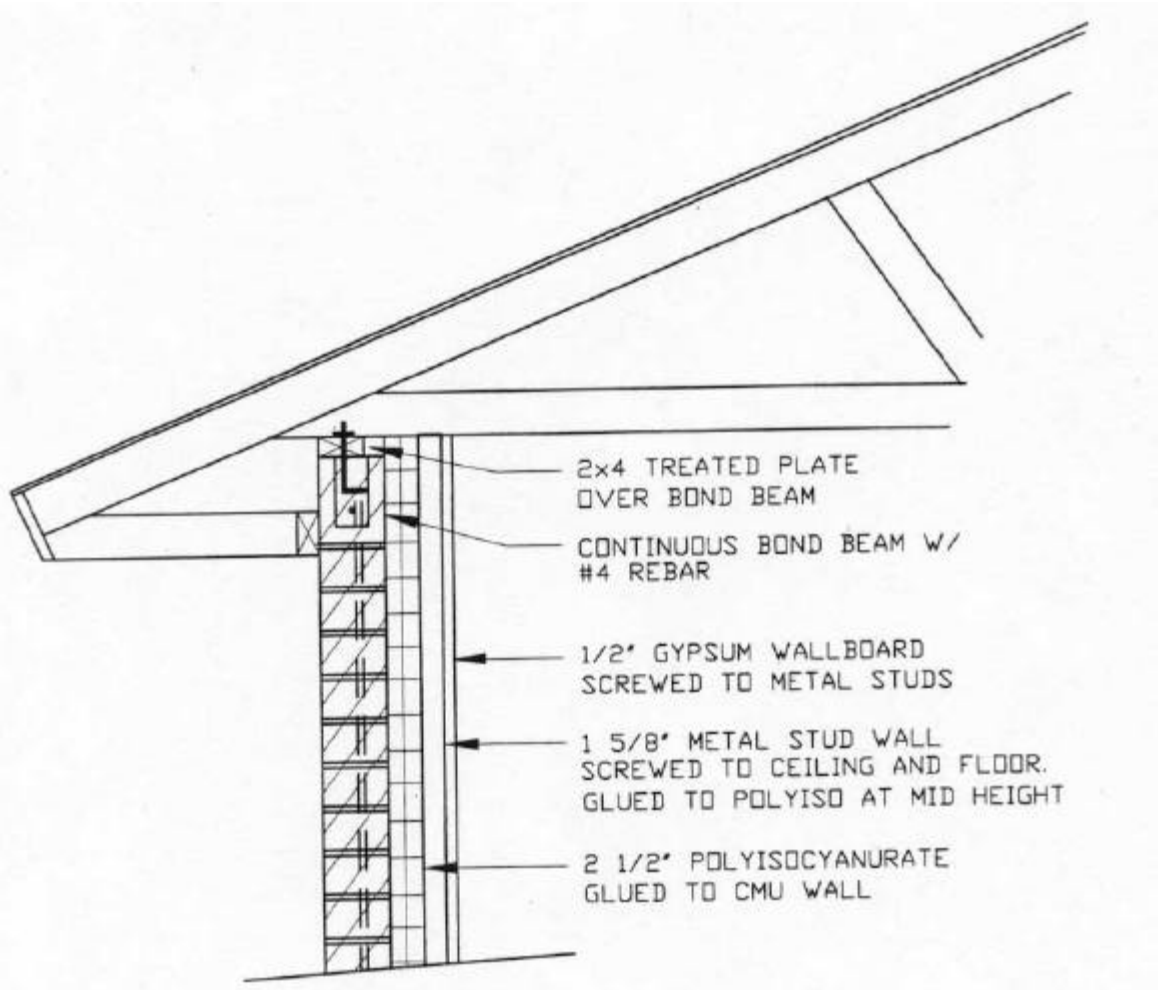 2x4 TREATED PLATE
OVER BOND BEAM
CONTINUOUS BOND BEAM W/
#4 REBAR
1/2" GYPSUM WALLBOARD
SCREWED TO METAL STUDS
1 5/8" METAL STUD WALL
SCREWED TO CEILING AND FLOOR.
GLUED TO POLYISO AT MID HEIGHT
2 1/2" POLYISOCYANURATE
GLUED TO CMU WALL